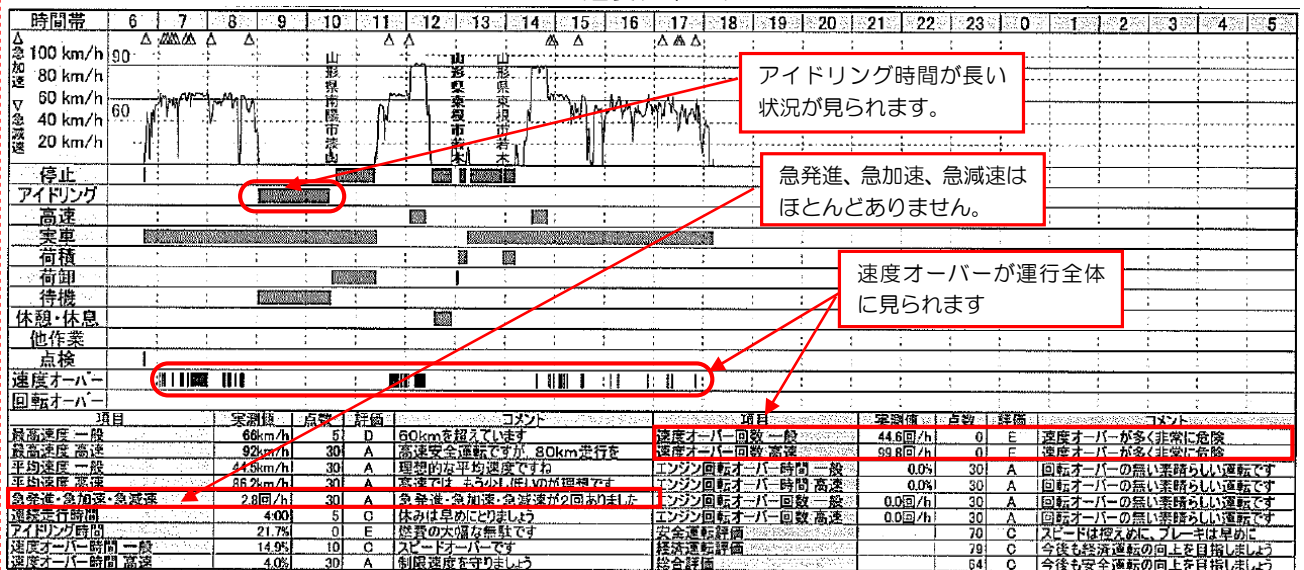 時間帯 6 7 8 9 10 11 12 13 14 15 16 17 18 19 20 21 22 23 0 1 2 3 4 5
△急加速 ▽急減速
100 km/h 90
80 km/h
60 km/h 60
40 km/h
20 km/h
山形県南陽市漆山
山形県東根市若木
山形県東根市若木
アイドリング時間が長い
状況が見られます。
急発進、急加速、急減速は
ほとんどありません。
速度オーバーが運行全体
に見られます
停止
アイドリング
高速
実車
荷積
荷卸
待機
休憩・休息
他作業
点検
速度オーバー
回転オーバー
項目 実測値 点数 評価 コメント 項目 実測値 点数 評価 コメント
最高速度 一般 66km/h 5 D 60kmを超えています 速度オーバー回数 一般 44.6回/h 0 E 速度オーバーが多く非常に危険
最高速度 高速 92km/h 30 A 高速安全運転ですが、80km走行を 速度オーバー回数 高速 99.8回/h 0 E 速度オーバーが多く非常に危険
平均速度 一般 44.5km/h 30 A 理想的な平均速度ですね エンジン回転オーバー時間 一般 0.0% 30 A 回転オーバーの無い素晴らしい運転です
平均速度 高速 86.2km/h 30 A 高速では、もう少し低いのが理想です エンジン回転オーバー時間 高速 0.0% 30 A 回転オーバーの無い素晴らしい運転です
急発進・急加速・急減速 2.8回/h 30 A 急発進・急加速・急減速が2回ありました エンジン回転オーバー回数 一般 0.0回/h 30 A 回転オーバーの無い素晴らしい運転です
連続走行時間 4:00 5 C 休みは早めにとりましょう エンジン回転オーバー回数 高速 0.0回/h 30 A 回転オーバーの無い素晴らしい運転です
アイドリング時間 21.7% 0 E 燃費の大幅な無駄です 安全運転評価 70 C スピードは控えめに、ブレーキは早めに
速度オーバー時間 一般 14.9% 10 C スピードオーバーです 経済運転評価 79 C 今後も経済運転の向上を目指しましょう
速度オーバー時間 高速 4.0% 30 A 制限速度を守りましょう 総合評価 64 C 今後も安全運転の向上を目指しましょう